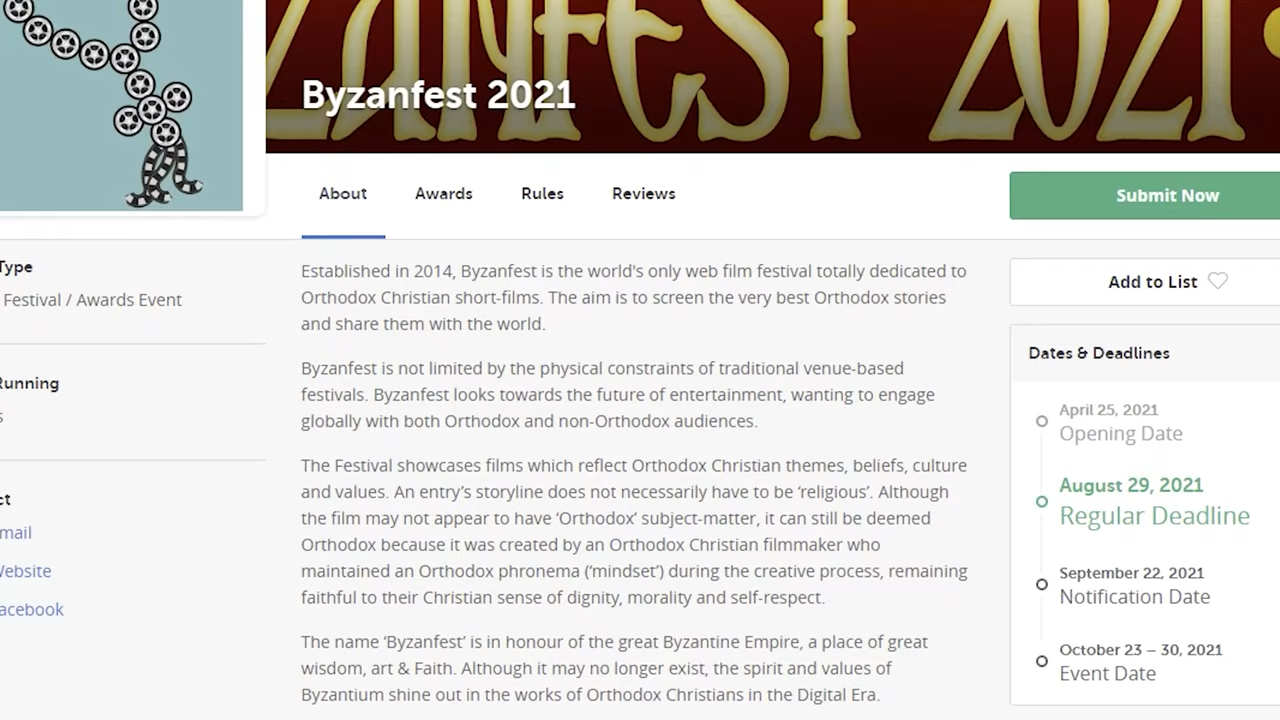 ZANFEST 2021
Byzanfest 2021
About
Awards
Rules
Reviews
Submit Now
Type
Festival / Awards Event
Running
s
ct
mail
Website
acebook
Established in 2014, Byzanfest is the world's only web film festival totally dedicated to
Orthodox Christian short-films. The aim is to screen the very best Orthodox stories
and share them with the world.
Byzanfest is not limited by the physical constraints of traditional venue-based
festivals. Byzanfest looks towards the future of entertainment, wanting to engage
globally with both Orthodox and non-Orthodox audiences.
The Festival showcases films which reflect Orthodox Christian themes, beliefs, culture
and values. An entry’s storyline does not necessarily have to be ‘religious’. Although
the film may not appear to have ‘Orthodox’ subject-matter, it can still be deemed
Orthodox because it was created by an Orthodox Christian filmmaker who
maintained an Orthodox phronema (‘mindset’) during the creative process, remaining
faithful to their Christian sense of dignity, morality and self-respect.
The name ‘Byzanfest’ is in honour of the great Byzantine Empire, a place of great
wisdom, art & Faith. Although it may no longer exist, the spirit and values of
Byzantium shine out in the works of Orthodox Christians in the Digital Era.
Add to List
Dates & Deadlines
April 25, 2021
Opening Date
August 29, 2021
Regular Deadline
September 22, 2021
Notification Date
October 23 – 30, 2021
Event Date